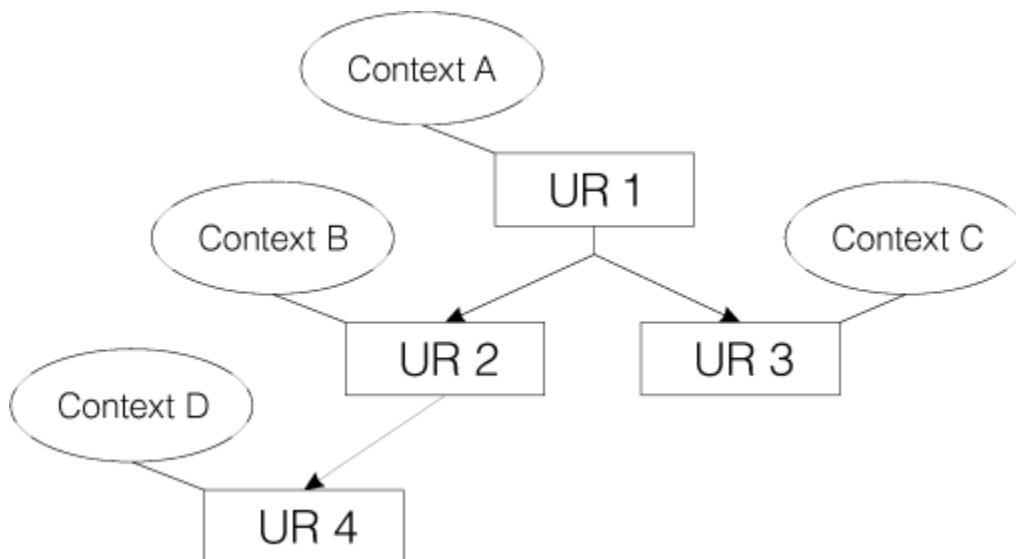 Context A
UR 1
Context B
Context C
UR 2
UR 3
Context D
UR 4